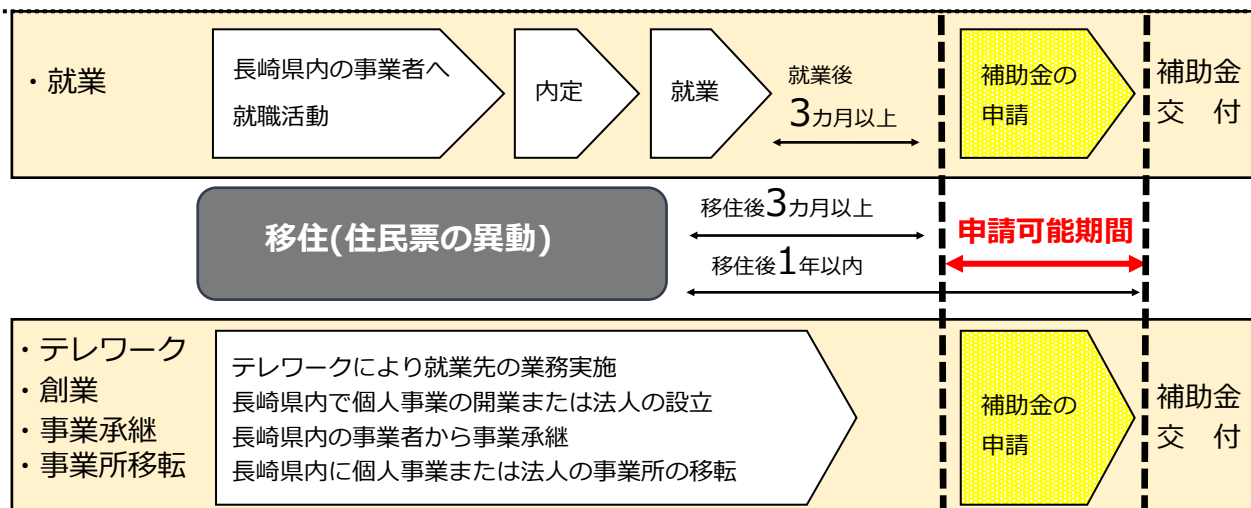 ・就業
長崎県内の事業者へ
就職活動
内定
就業
就業後
3カ月以上
補助金の
申請
補助金
交　付
移住(住民票の異動)
移住後3カ月以上
移住後1年以内
申請可能期間
・テレワーク
・創業
・事業承継
・事業所移転
テレワークにより就業先の業務実施
長崎県内で個人事業の開業または法人の設立
長崎県内の事業者から事業承継
長崎県内に個人事業または法人の事業所の移転
補助金の
申請
補助金
交　付